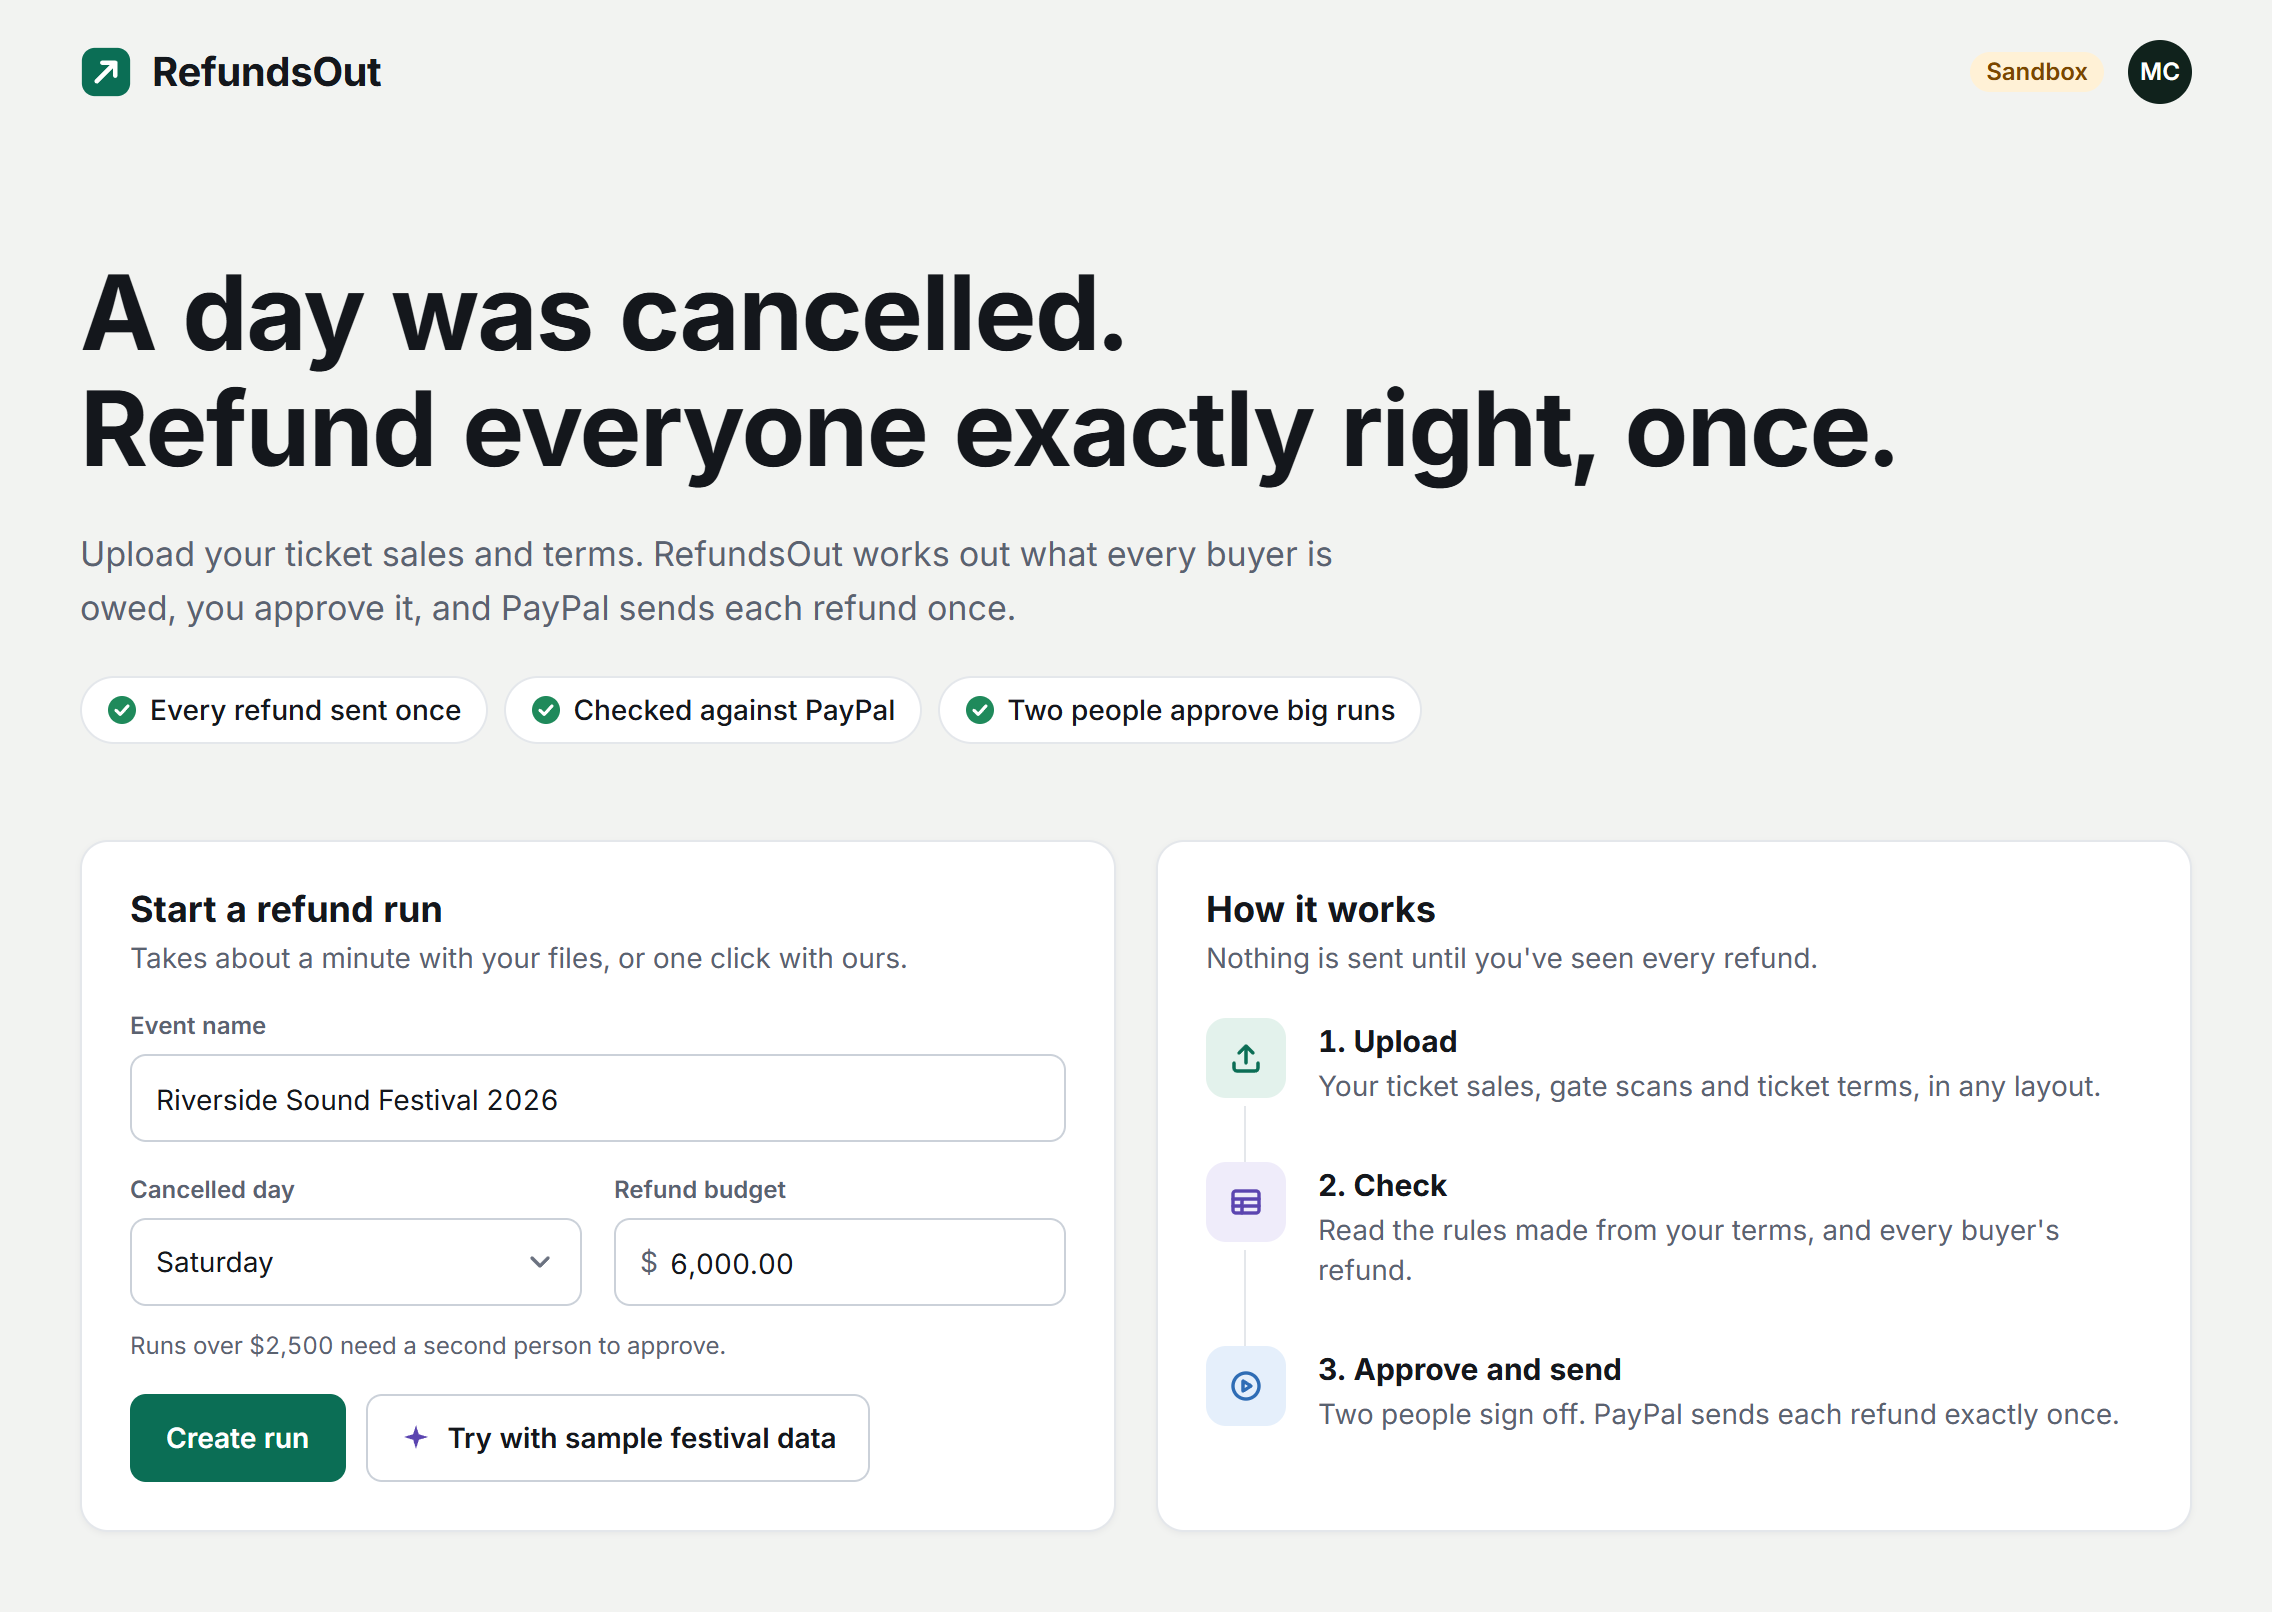 RefundsOut
Sandbox
MC
A day was cancelled.
Refund everyone exactly right, once.
Upload your ticket sales and terms. RefundsOut works out what every buyer is
owed, you approve it, and PayPal sends each refund once.
Every refund sent once
Checked against PayPal
Two people approve big runs
Start a refund run
Takes about a minute with your files, or one click with ours.
Event name
Riverside Sound Festival 2026
Cancelled day
Refund budget
Saturday
$ 6,000.00
Runs over $2,500 need a second person to approve.
Create run
Try with sample festival data
How it works
Nothing is sent until you've seen every refund.
1. Upload
Your ticket sales, gate scans and ticket terms, in any layout.
2. Check
Read the rules made from your terms, and every buyer's
refund.
3. Approve and send
Two people sign off. PayPal sends each refund exactly once.